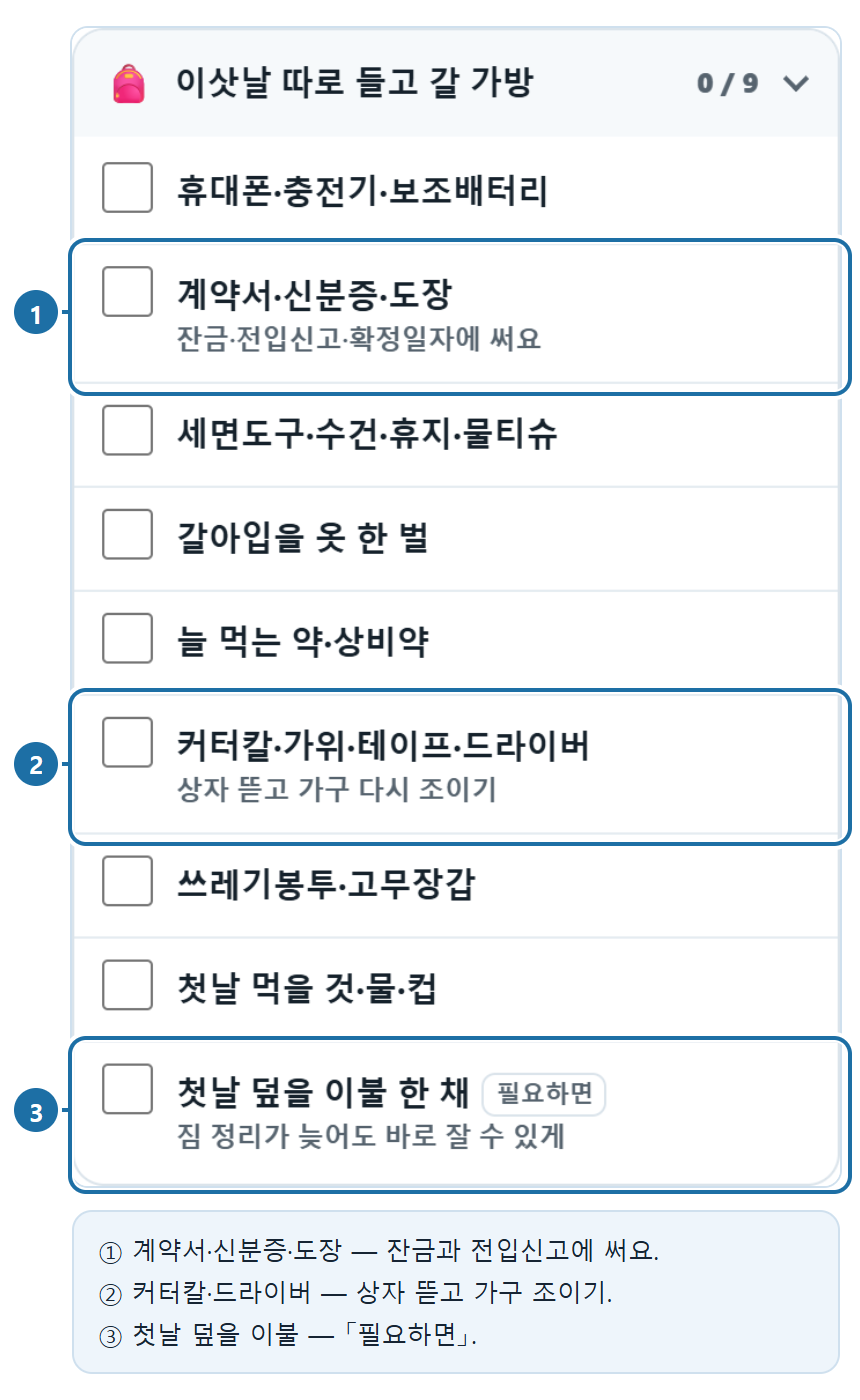 이삿날 따로 들고 갈 가방 0 / 9
휴대폰·충전기·보조배터리
1
계약서·신분증·도장
잔금·전입신고·확정일자에 써요
세면도구·수건·휴지·물티슈
갈아입을 옷 한 벌
늘 먹는 약·상비약
2
커터칼·가위·테이프·드라이버
상자 뜯고 가구 다시 조이기
쓰레기봉투·고무장갑
첫날 먹을 것·물·컵
3
첫날 덮을 이불 한 채 필요하면
짐 정리가 늦어도 바로 잘 수 있게
① 계약서·신분증·도장 — 잔금과 전입신고에 써요.
② 커터칼·드라이버 — 상자 뜯고 가구 조이기.
③ 첫날 덮을 이불 —「필요하면」.